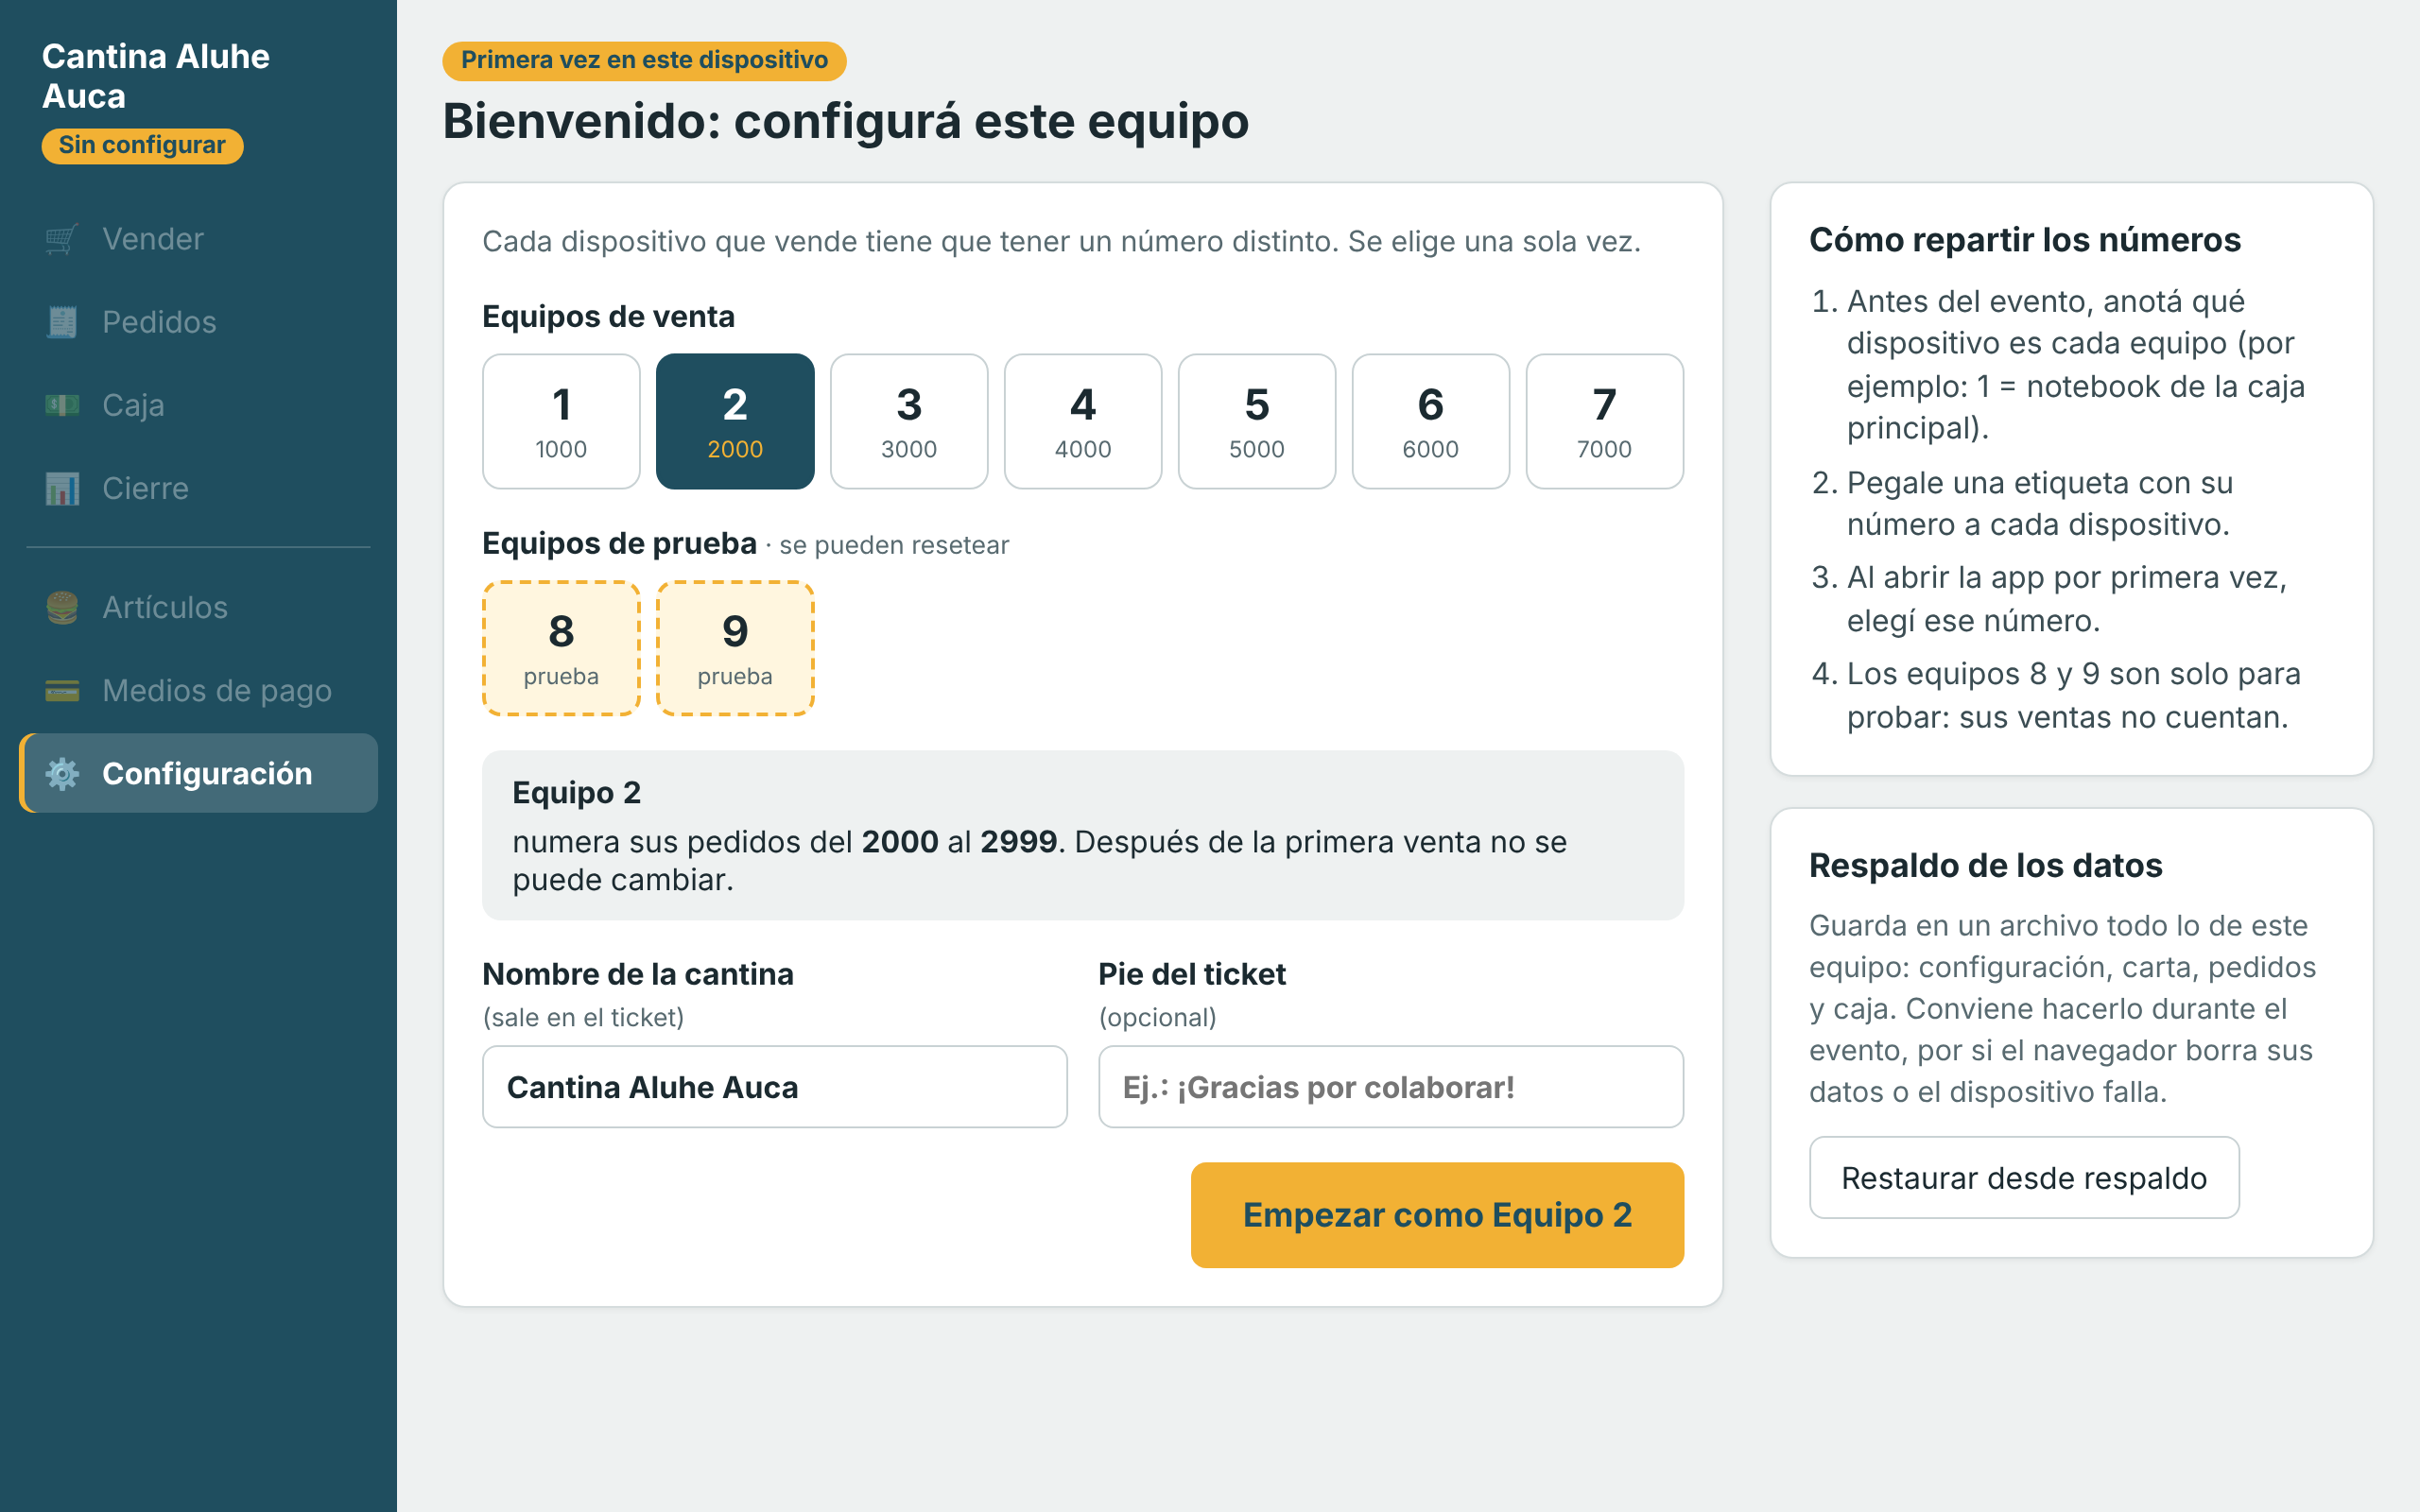 Cantina Aluhe
Auca
Sin configurar
Vender
Pedidos
Caja
Cierre
Artículos
Medios de pago
Configuración
Primera vez en este dispositivo
Bienvenido: configurá este equipo
Cada dispositivo que vende tiene que tener un número distinto. Se elige una sola vez.
Equipos de venta
1 2 3 4 5 6 7
1000 2000 3000 4000 5000 6000 7000
Equipos de prueba · se pueden resetear
8 9
prueba prueba
Equipo 2
numera sus pedidos del 2000 al 2999. Después de la primera venta no se
puede cambiar.
Nombre de la cantina
(sale en el ticket)
Cantina Aluhe Auca
Pie del ticket
(opcional)
Ej.: ¡Gracias por colaborar!
Empezar como Equipo 2
Cómo repartir los números
1. Antes del evento, anotá qué
dispositivo es cada equipo (por
ejemplo: 1 = notebook de la caja
principal).
2. Pegale una etiqueta con su
número a cada dispositivo.
3. Al abrir la app por primera vez,
elegí ese número.
4. Los equipos 8 y 9 son solo para
probar: sus ventas no cuentan.
Respaldo de los datos
Guarda en un archivo todo lo de este
equipo: configuración, carta, pedidos
y caja. Conviene hacerlo durante el
evento, por si el navegador borra sus
datos o el dispositivo falla.
Restaurar desde respaldo